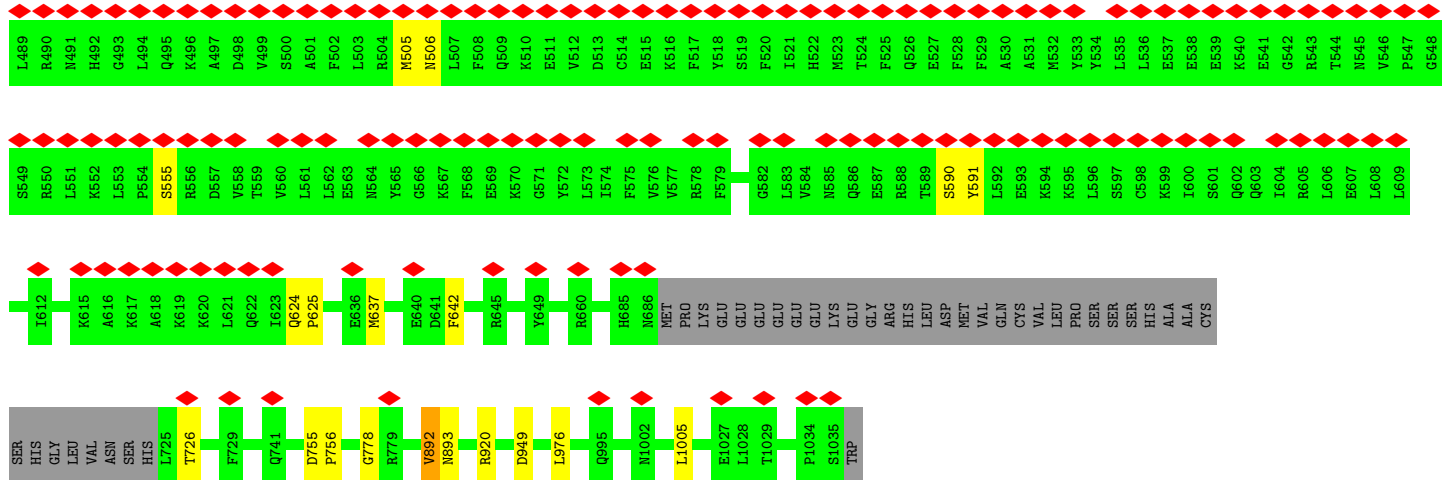 L489 R490 N491 H492 G493 L494 Q495 K496 A497 D498 V499 S500 A501 F502 L503 R504 M505 N506 L507 F508 Q509 K510 E511 V512 D513 C514 E515 K516 F517 Y518 S519 F520 I521 H522 M523 T524 F525 Q526 E527 F528 F529 A530 A531 M532 Y533 Y534 L535 L536 E537 E538 E539 K540 E541 G542 R543 T544 N545 V546 P547 G548
S549 R550 L551 K552 L553 P554 S555 R556 D557 V558 T559 V560 L561 L562 E563 N564 Y565 G566 K567 F568 E569 K570 G571 Y572 L573 I574 F575 V576 V577 R578 F579 G582 L583 V584 N585 Q586 E587 R588 T589 S590 Y591 L592 E593 K594 K595 L596 S597 C598 K599 I600 S601 Q602 Q603 I604 R605 L606 E607 L608 L609
I612 K615 A616 K617 A618 K619 K620 L621 Q622 I623 Q624 P625 E636 M637 E640 D641 F642 R645 Y649 R660 H685 N686 MET PRO LYS GLU GLU GLU GLU GLU GLU LYS GLU GLY ARG HIS LEU ASP MET VAL GLN CYS VAL LEU PRO SER SER SER HIS ALA ALA CYS
SER HIS GLY LEU VAL ASN SER HIS L725 T726 F729 Q741 D755 P756 G778 R779 V892 N893 R920 D949 L976 Q995 N1002 L1005 E1027 L1028 T1029 P1034 S1035 TRP